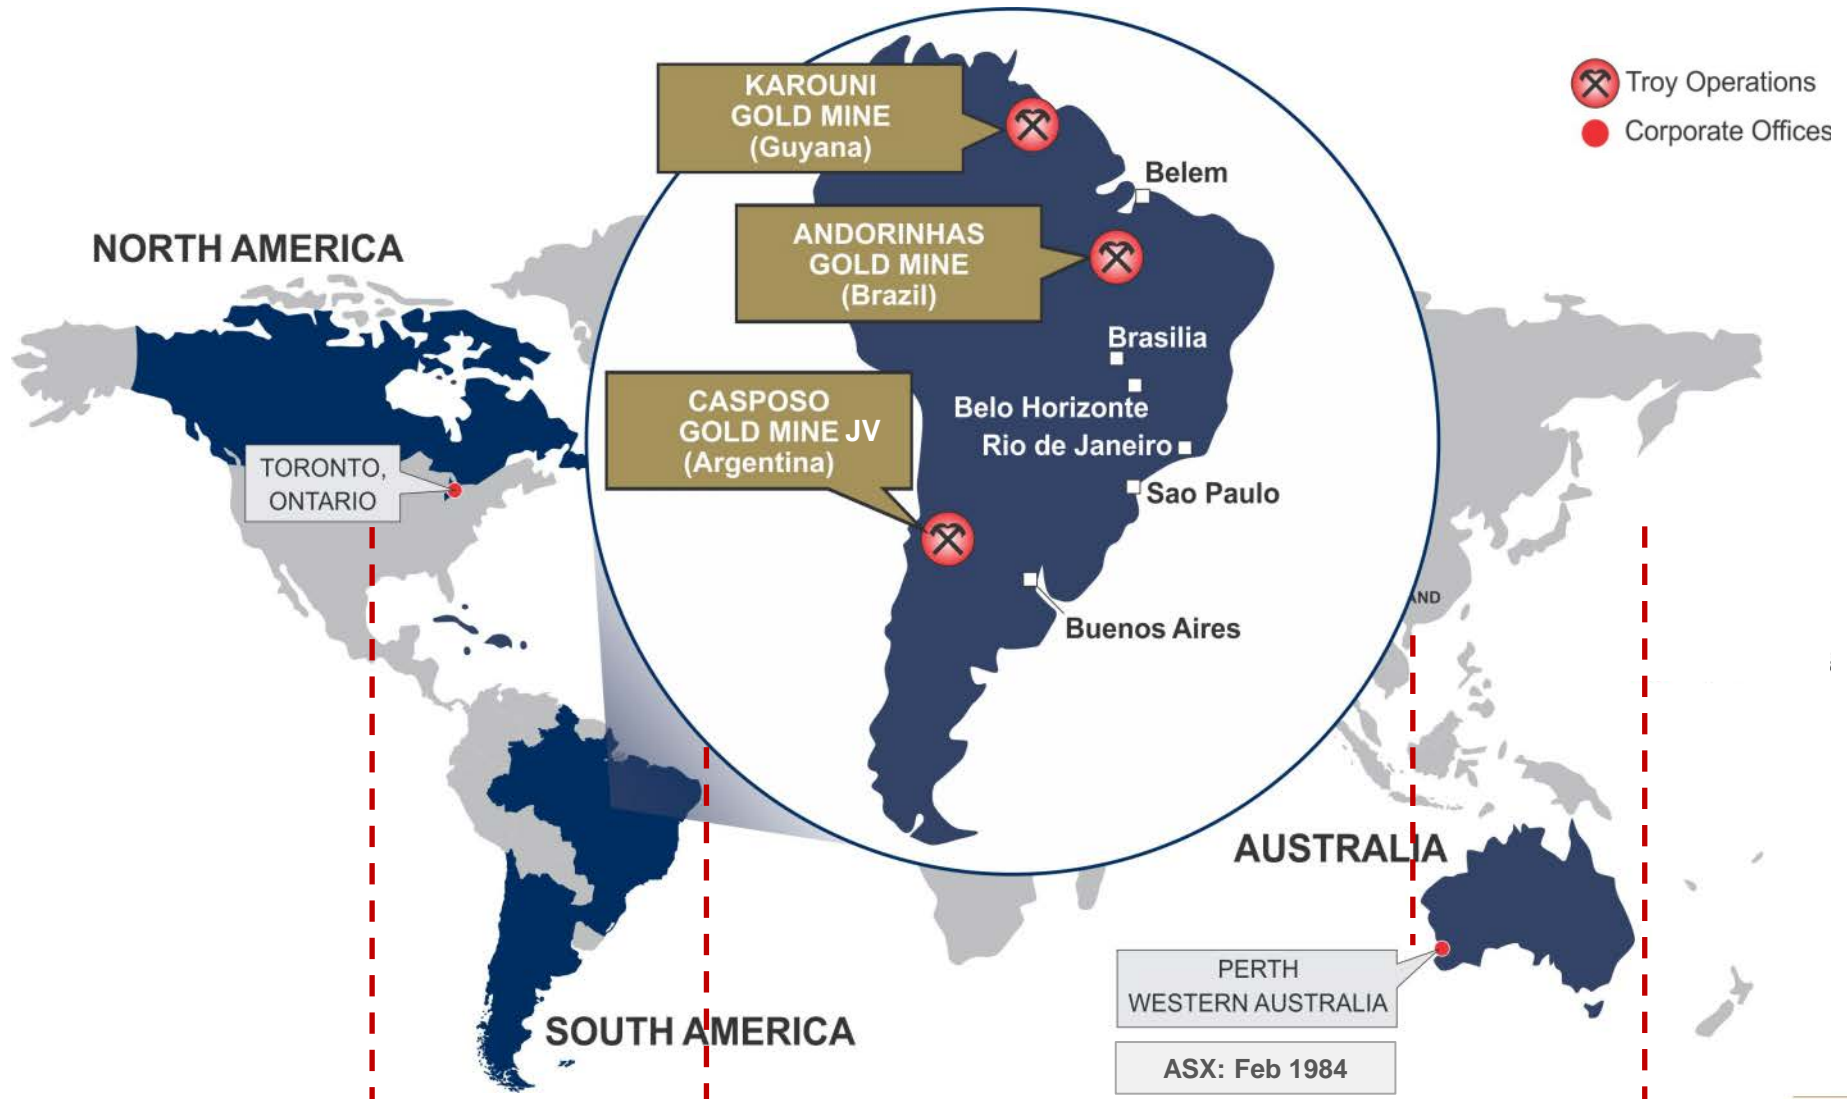 KAROUNI
GOLD MINE
(Guyana)
Troy Operations
Corporate Offices
Belem
ANDORINHAS
GOLD MINE
(Brazil)
NORTH AMERICA
Brasilia
CASPOSO
GOLD MINE JV
(Argentina)
Belo Horizonte
Rio de Janeiro
TORONTO,
ONTARIO
Sao Paulo
AND
Buenos Aires
AUSTRALIA
PERTH
WESTERN AUSTRALIA
SOUTH AMERICA
ASX: Feb 1984